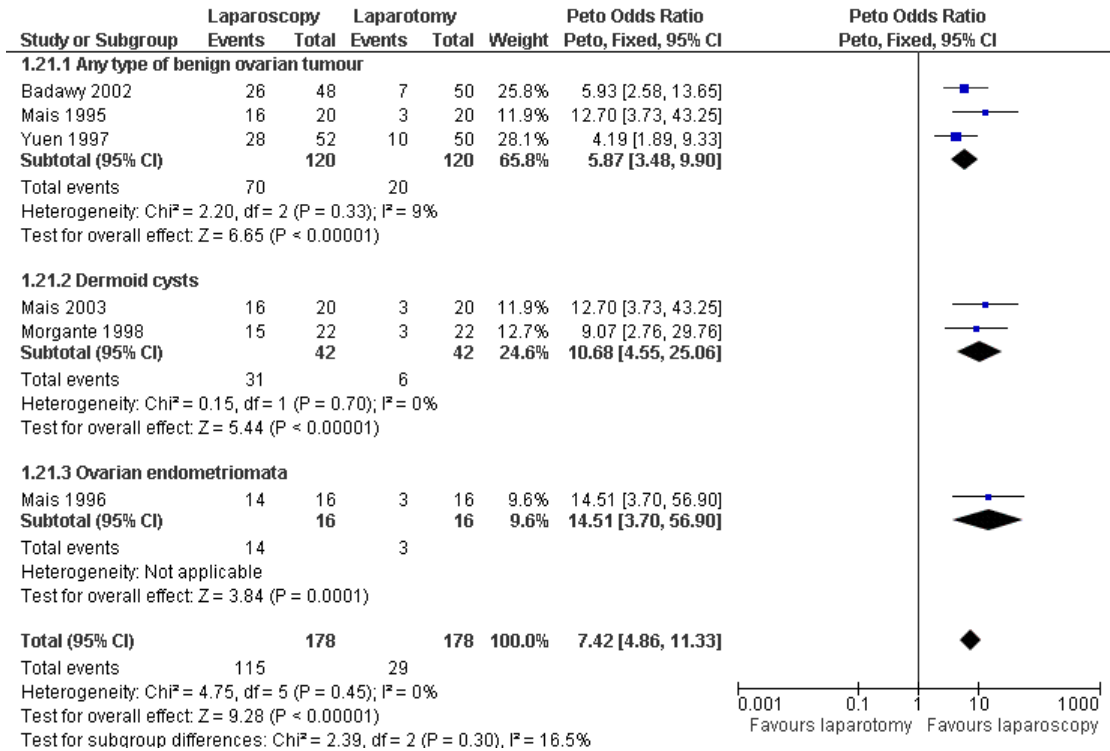 Laparoscopy Laparotomy Peto Odds Ratio Peto Odds Ratio
Study or Subgroup Events Total Events Total Weight Peto, Fixed, 95% CI Peto, Fixed, 95% CI
1.21.1 Any type of benign ovarian tumour
Badawy 2002 26 48 7 50 25.8% 5.93 [2.58, 13.65]
Mais 1995 16 20 3 20 11.9% 12.70 [3.73, 43.25]
Yuen 1997 28 52 10 50 28.1% 4.19 [1.89, 9.33]
Subtotal (95% CI) 120 120 65.8% 5.87 [3.48, 9.90]
Total events 70 20
Heterogeneity: Chi² = 2.20, df = 2 (P = 0.33); I² = 9%
Test for overall effect: Z = 6.65 (P < 0.00001)
1.21.2 Dermoid cysts
Mais 2003 16 20 3 20 11.9% 12.70 [3.73, 43.25]
Morgante 1998 15 22 3 22 12.7% 9.07 [2.76, 29.76]
Subtotal (95% CI) 42 42 24.6% 10.68 [4.55, 25.06]
Total events 31 6
Heterogeneity: Chi² = 0.15, df = 1 (P = 0.70); I² = 0%
Test for overall effect: Z = 5.44 (P < 0.00001)
1.21.3 Ovarian endometriomata
Mais 1996 14 16 3 16 9.6% 14.51 [3.70, 56.90]
Subtotal (95% CI) 16 16 9.6% 14.51 [3.70, 56.90]
Total events 14 3
Heterogeneity: Not applicable
Test for overall effect: Z = 3.84 (P = 0.0001)
Total (95% CI) 178 178 100.0% 7.42 [4.86, 11.33]
Total events 115 29
Heterogeneity: Chi² = 4.75, df = 5 (P = 0.45); I² = 0%
Test for overall effect: Z = 9.28 (P < 0.00001)
Test for subgroup differences: Chi² = 2.39, df = 2 (P = 0.30), I² = 16.5%
0.001 0.1 1 10 1000
Favours laparotomy Favours laparoscopy